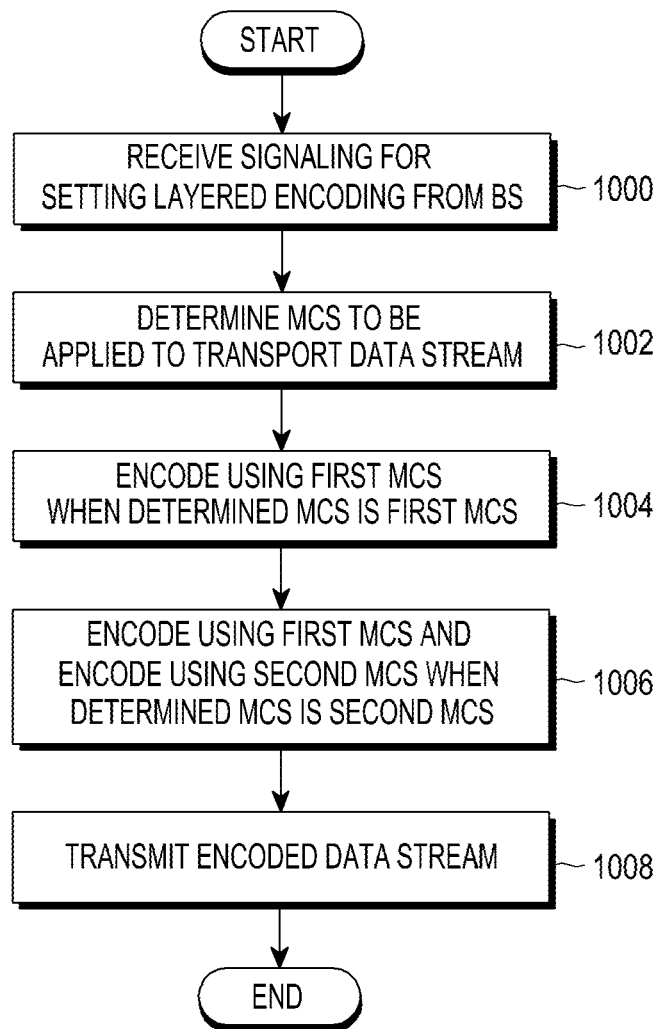 START
RECEIVE SIGNALING FOR
SETTING LAYERED ENCODING FROM BS
1000
DETERMINE MCS TO BE
APPLIED TO TRANSPORT DATA STREAM
1002
ENCODE USING FIRST MCS
WHEN DETERMINED MCS IS FIRST MCS
1004
ENCODE USING FIRST MCS AND
ENCODE USING SECOND MCS WHEN
DETERMINED MCS IS SECOND MCS
1006
TRANSMIT ENCODED DATA STREAM
1008
END